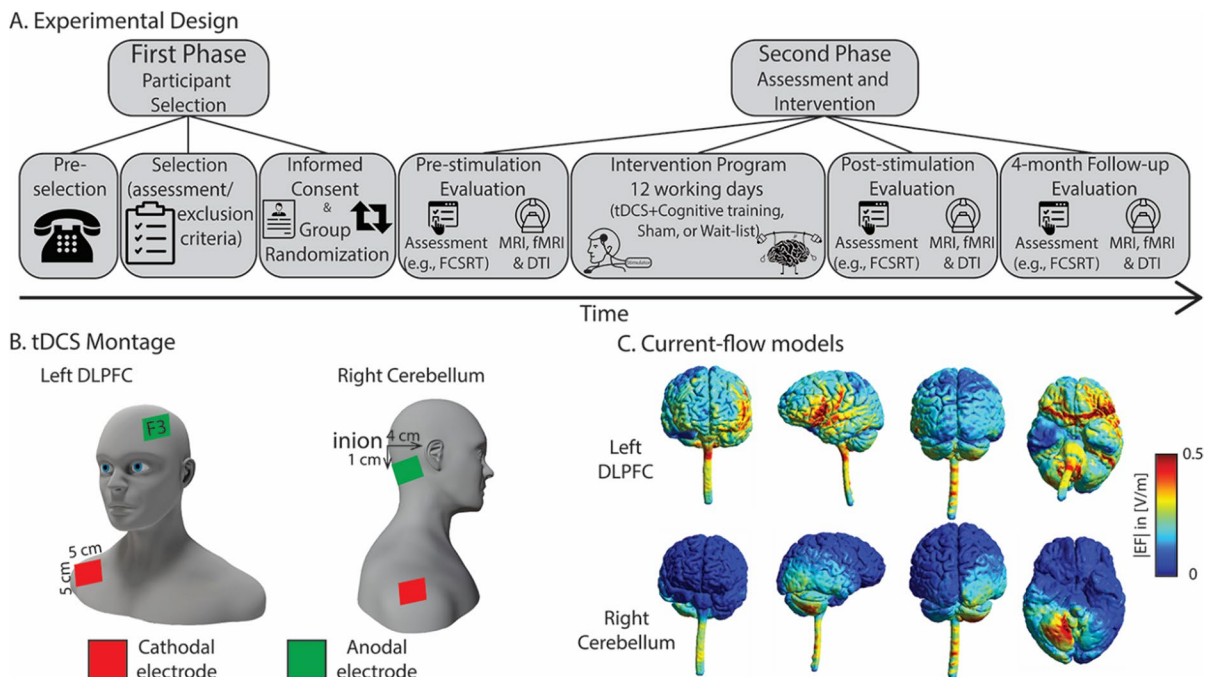 A. Experimental Design
First Phase
Participant
Selection
Second Phase
Assessment and
Intervention
Pre-
selection
Selection
(assessment/
exclusion
criteria)
Informed
Consent
&
Group
Randomization
Pre-stimulation
Evaluation
Assessment
(e.g., FCSRT)
MRI, fMRI
& DTI
Intervention Program
12 working days
(tDCS+Cognitive training,
Sham, or Wait-list)
Post-stimulation
Evaluation
Assessment
(e.g., FCSRT)
MRI, fMRI
& DTI
4-month Follow-up
Evaluation
Assessment
(e.g., FCSRT)
MRI, fMRI
& DTI
Time
B. tDCS Montage
Left DLPFC
Right Cerebellum
F3
5 cm
5 cm
inion
4 cm
1 cm
Cathodal
electrode
Anodal
electrode
C. Current-flow models
Left
DLPFC
Right
Cerebellum
0.5
|EF| in [V/m]
0